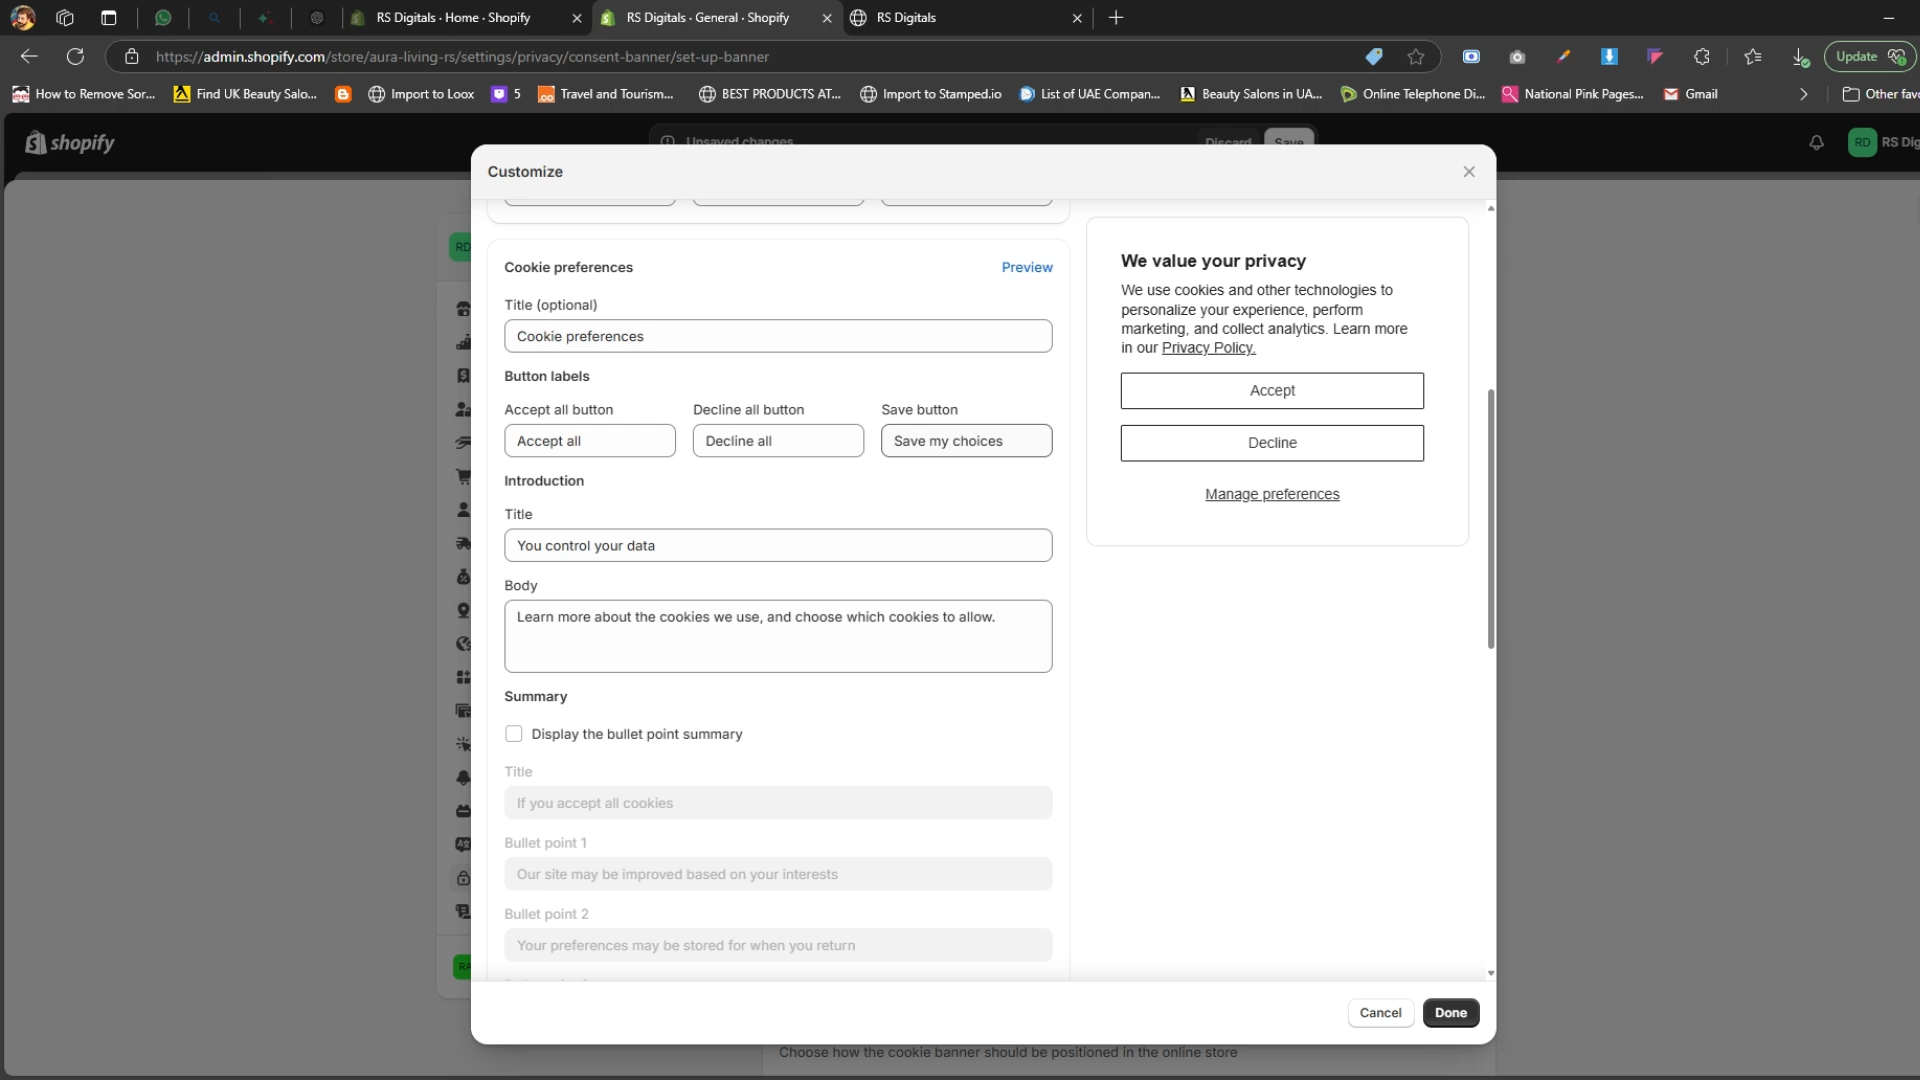 RS Digitals · Home · Shopify
RS Digitals · General · Shopify
RS Digitals
https://admin.shopify.com/store/aura-living-rs/settings/privacy/consent-banner/set-up-banner
Update
How to Remove Sor...
Find UK Beauty Salo...
Import to Loox
5
Travel and Tourism...
BEST PRODUCTS AT...
Import to Stamped.io
List of UAE Compan...
Beauty Salons in UA...
Online Telephone Di...
National Pink Pages...
Gmail
Other favo
shopify
Unsaved changes
Discard
Save
RD
RS Dig
Customize
RD
Cookie preferences
Preview
Title (optional)
Cookie preferences
Button labels
Accept all button
Decline all button
Save button
Accept all
Decline all
Save my choices
Introduction
Title
You control your data
Body
Learn more about the cookies we use, and choose which cookies to allow.
Summary
Display the bullet point summary
Title
If you accept all cookies
Bullet point 1
Our site may be improved based on your interests
Bullet point 2
Your preferences may be stored for when you return
We value your privacy
We use cookies and other technologies to
personalize your experience, perform
marketing, and collect analytics. Learn more
in our Privacy Policy.
Accept
Decline
Manage preferences
RA
Cancel
Done
Choose how the cookie banner should be positioned in the online store